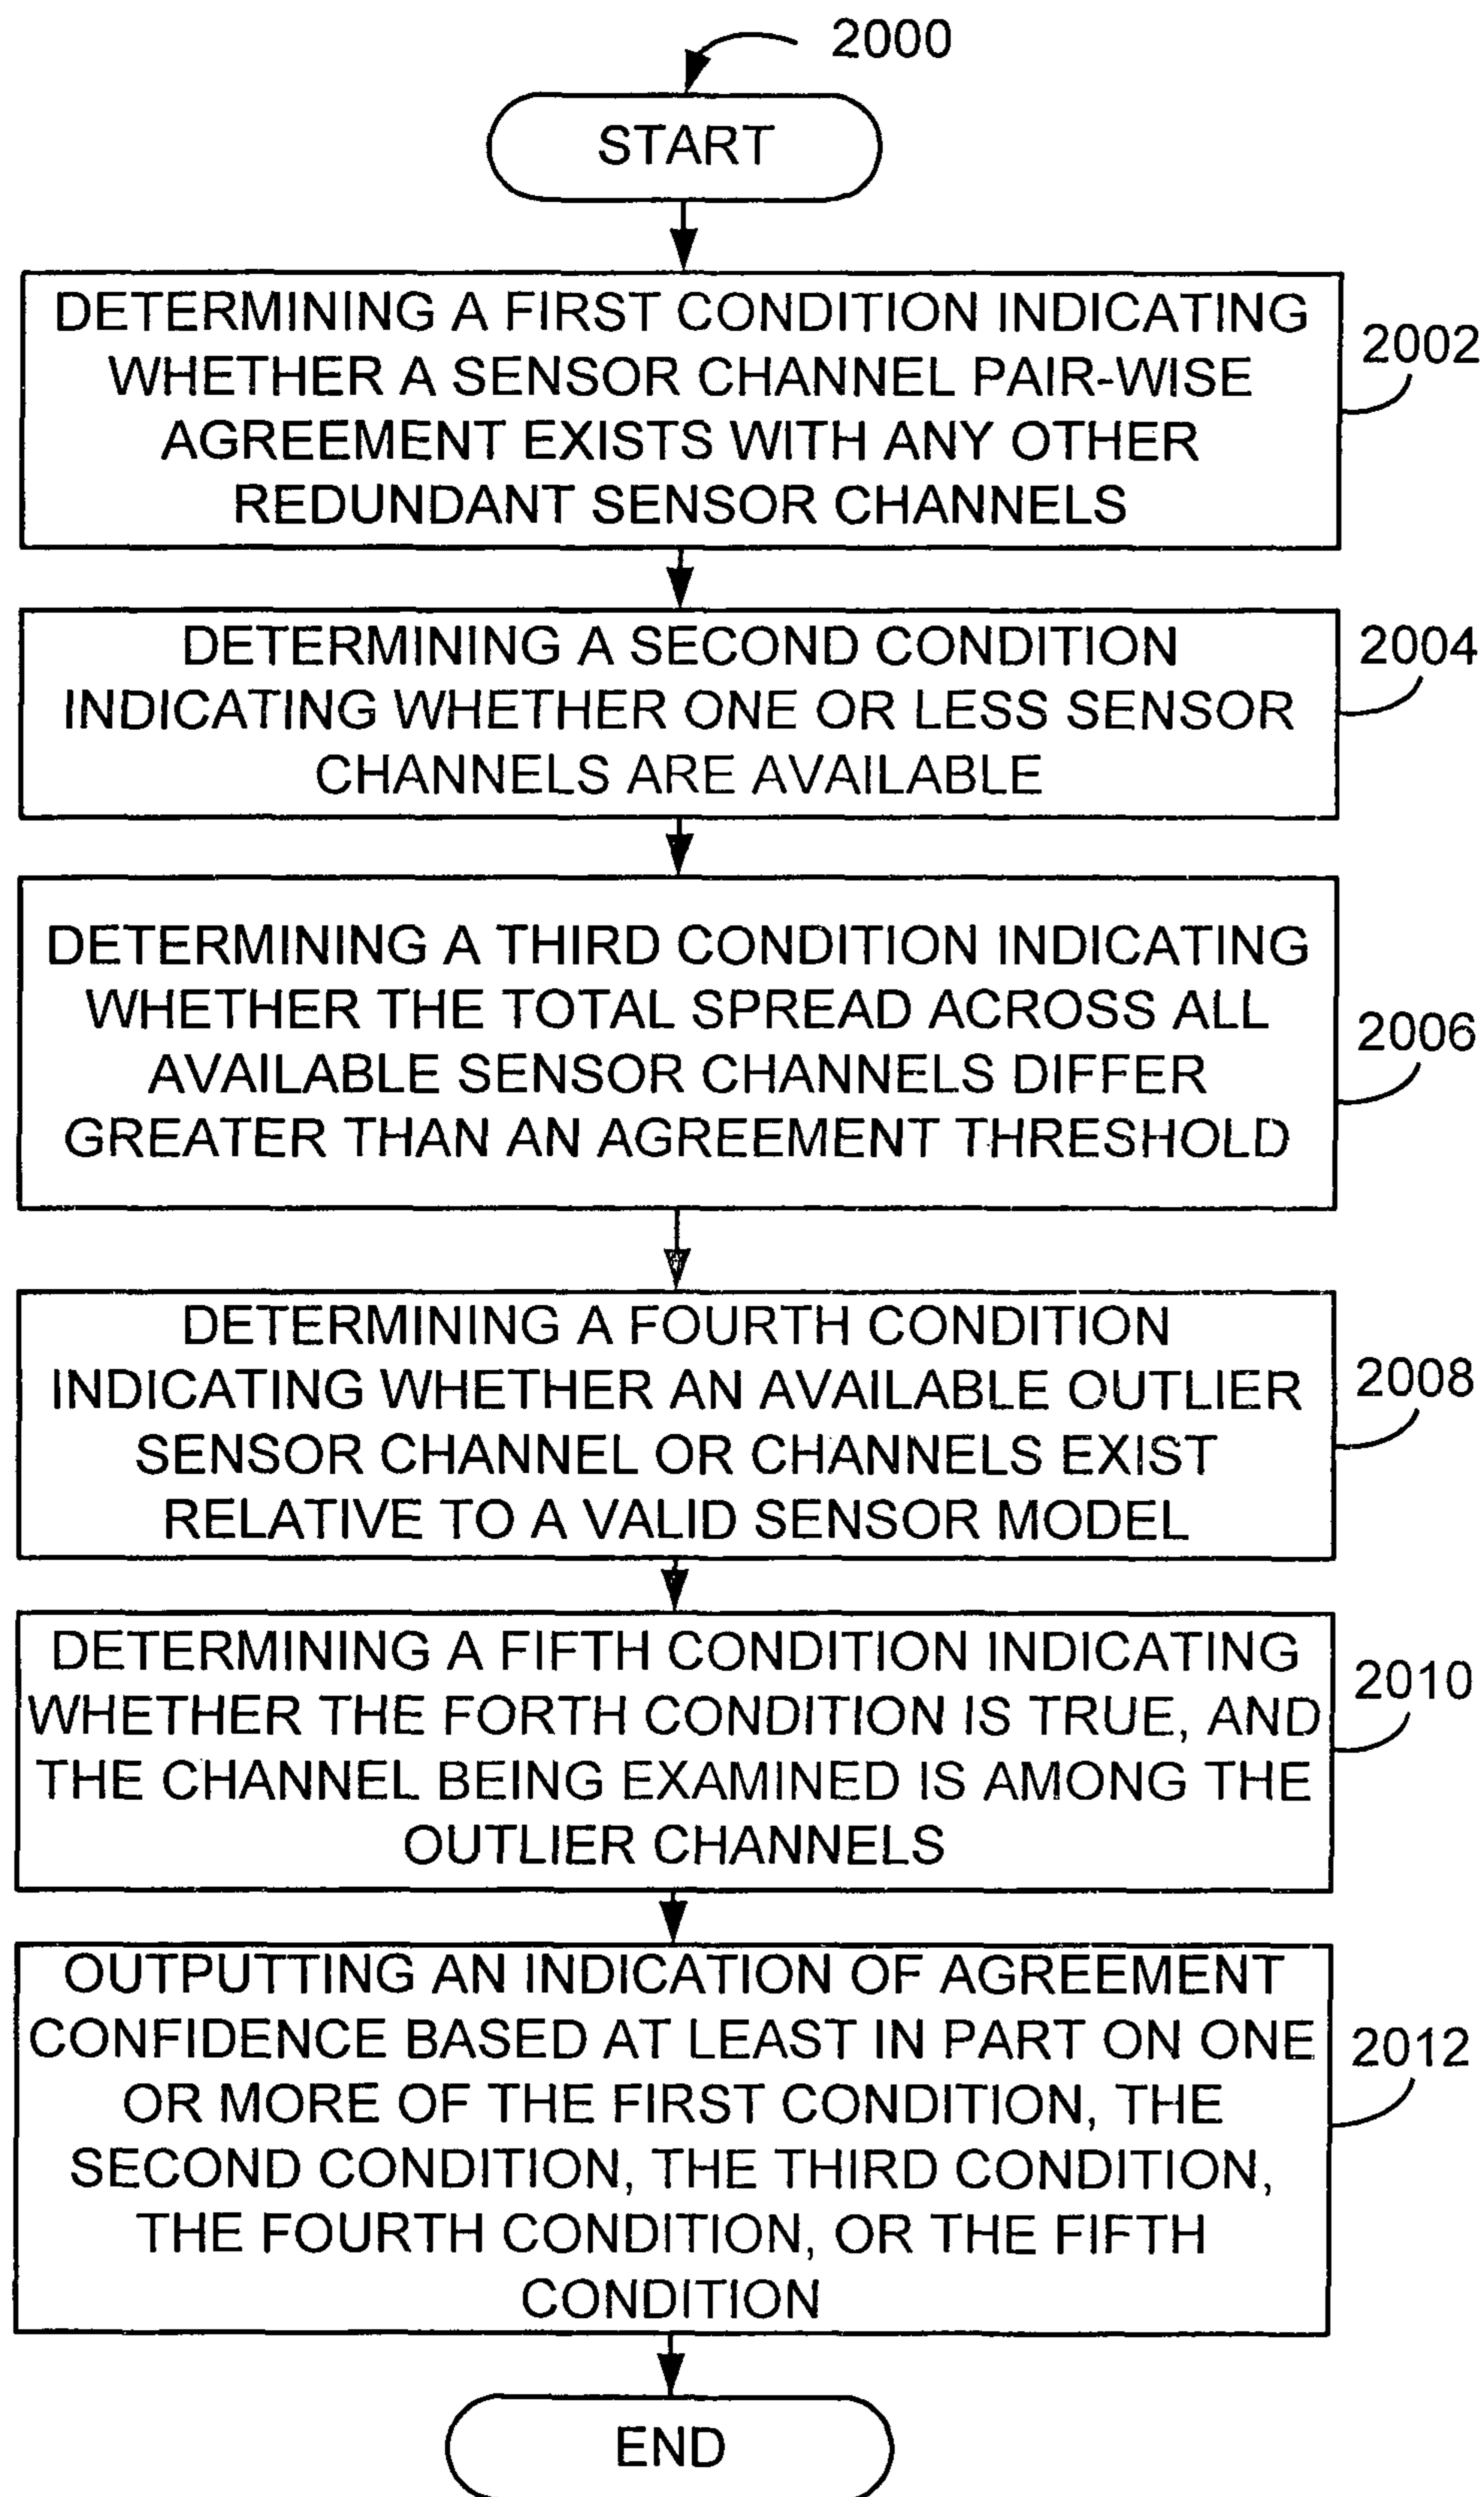 2000
START
DETERMINING A FIRST CONDITION INDICATING
WHETHER A SENSOR CHANNEL PAIR-WISE
AGREEMENT EXISTS WITH ANY OTHER
REDUNDANT SENSOR CHANNELS
2002
DETERMINING A SECOND CONDITION
INDICATING WHETHER ONE OR LESS SENSOR
CHANNELS ARE AVAILABLE
2004
DETERMINING A THIRD CONDITION INDICATING
WHETHER THE TOTAL SPREAD ACROSS ALL
AVAILABLE SENSOR CHANNELS DIFFER
GREATER THAN AN AGREEMENT THRESHOLD
2006
DETERMINING A FOURTH CONDITION
INDICATING WHETHER AN AVAILABLE OUTLIER
SENSOR CHANNEL OR CHANNELS EXIST
RELATIVE TO A VALID SENSOR MODEL
2008
DETERMINING A FIFTH CONDITION INDICATING
WHETHER THE FORTH CONDITION IS TRUE, AND
THE CHANNEL BEING EXAMINED IS AMONG THE
OUTLIER CHANNELS
2010
OUTPUTTING AN INDICATION OF AGREEMENT
CONFIDENCE BASED AT LEAST IN PART ON ONE
OR MORE OF THE FIRST CONDITION, THE
SECOND CONDITION, THE THIRD CONDITION,
THE FOURTH CONDITION, OR THE FIFTH
CONDITION
2012
END